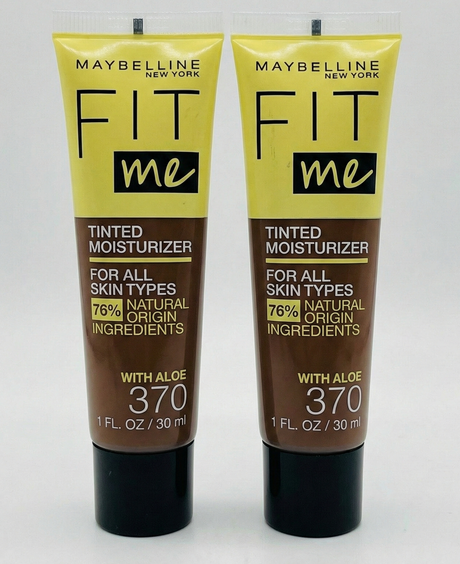 MAYBELLINE
NEW YORK
FIT
me
TINTED
MOISTURIZER
FOR ALL
SKIN TYPES
76% NATURAL
ORIGIN
INGREDIENTS
WITH ALOE
370
1 FL. OZ / 30 ml
MAYBELLINE
NEW YORK
FIT
me
TINTED
MOISTURIZER
FOR ALL
SKIN TYPES
76% NATURAL
ORIGIN
INGREDIENTS
WITH ALOE
370
1 FL. OZ / 30 ml